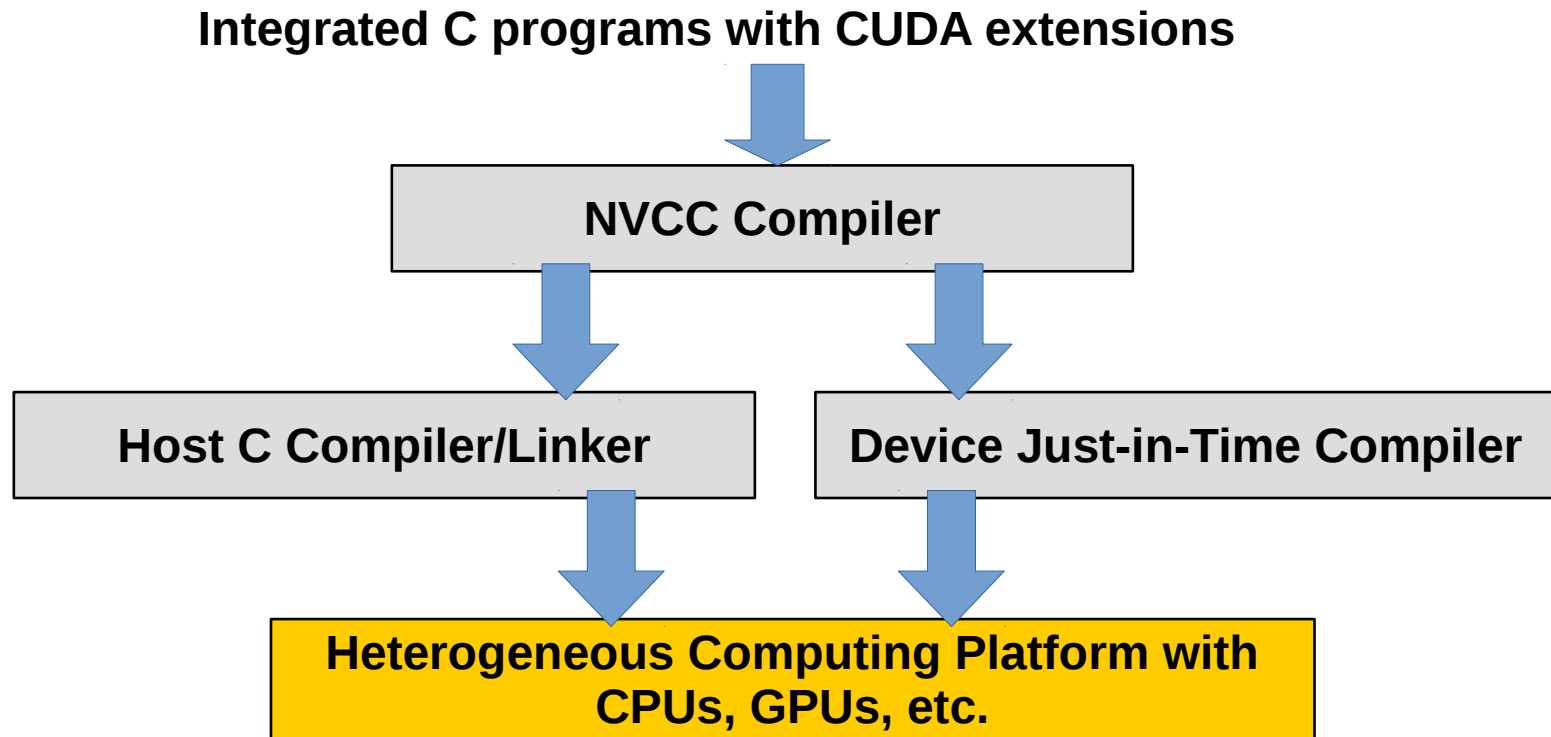 Integrated C programs with CUDA extensions
NVCC Compiler
Host C Compiler/Linker
Device Just-in-Time Compiler
Heterogeneous Computing Platform with
CPUs, GPUs, etc.